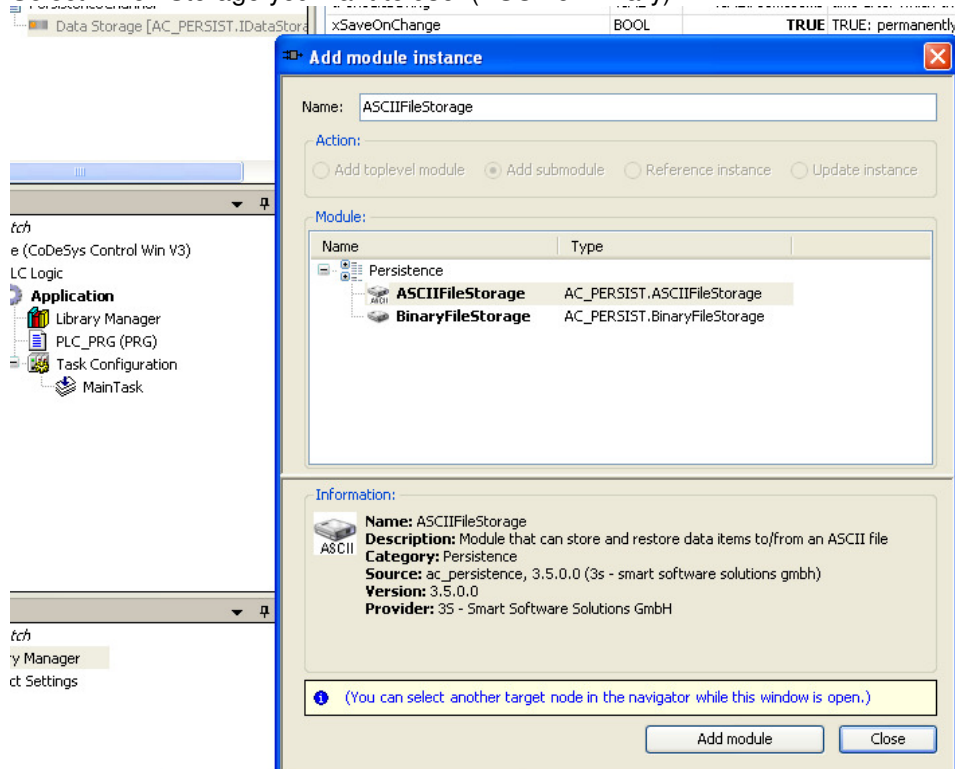 Data Storage [AC_PERSIST.IDataStora
xSaveOnChange BOOL TRUE TRUE: permanently
Add module instance
Name: ASCIIFileStorage
Action:
Add toplevel module Add submodule Reference instance Update instance
Module:
Name Type
Persistence
ASCIIFileStorage AC_PERSIST.ASCIIFileStorage
BinaryFileStorage AC_PERSIST.BinaryFileStorage
tch
e (CoDeSys Control Win V3)
LC Logic
Application
Library Manager
PLC_PRG (PRG)
Task Configuration
MainTask
Information:
ASCII
Name: ASCIIFileStorage
Description: Module that can store and restore data items to/from an ASCII file
Category: Persistence
Source: ac_persistence, 3.5.0.0 (3s - smart software solutions gmbh)
Version: 3.5.0.0
Provider: 3S - Smart Software Solutions GmbH
tch
y Manager
ct Settings
(You can select another target node in the navigator while this window is open.)
Add module Close